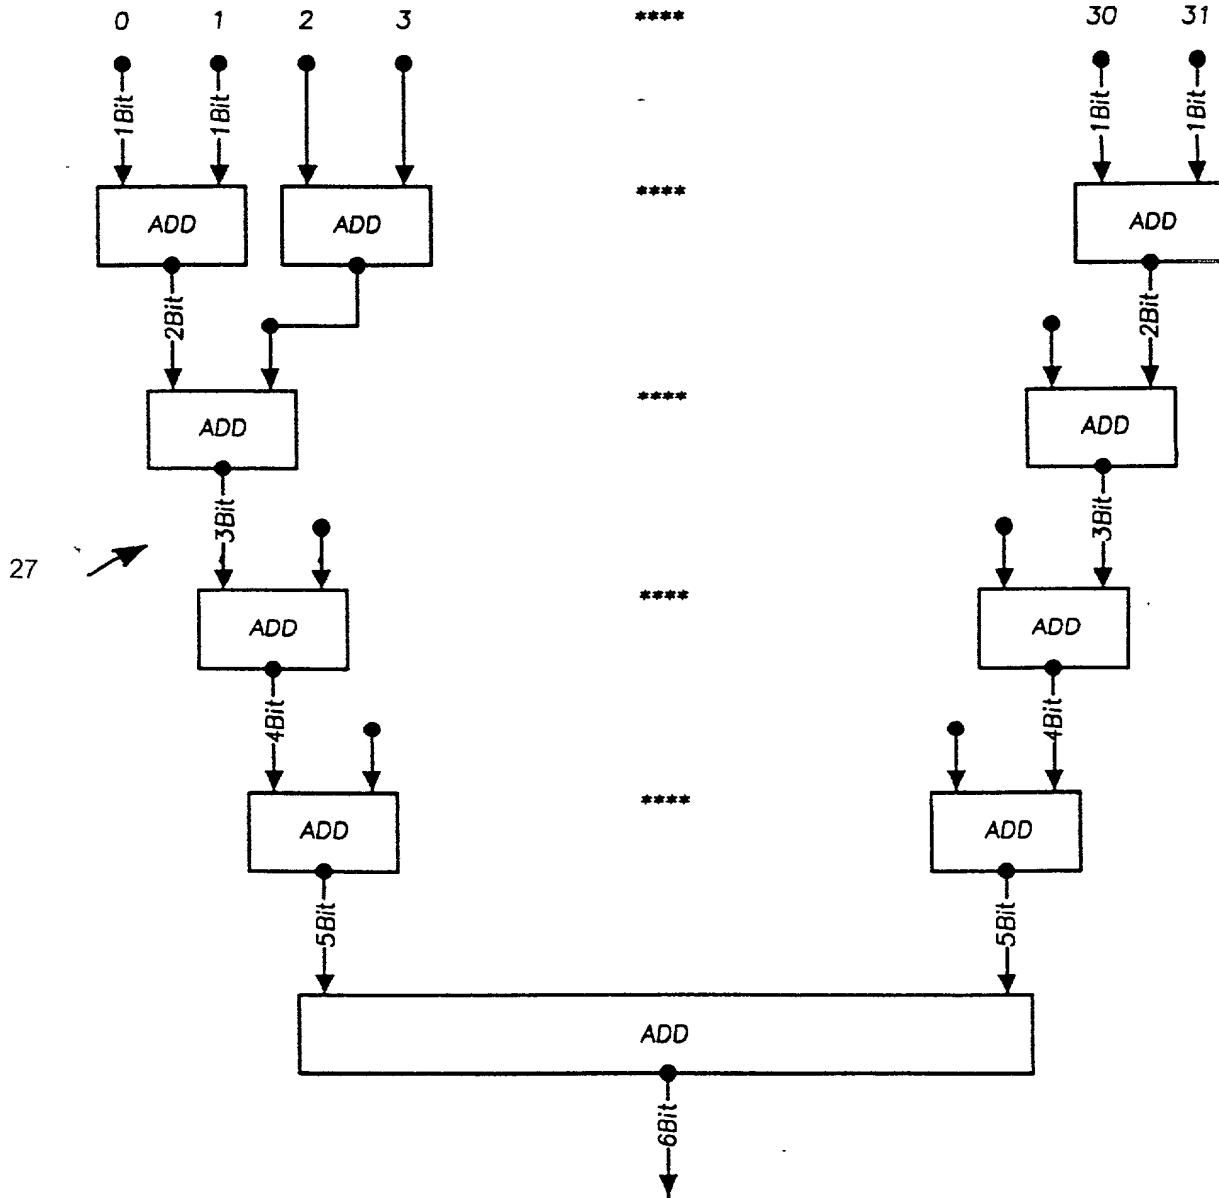 0 1 2 3 **** 30 31
1Bit 1Bit 1Bit 1Bit
ADD ADD **** ADD
2Bit 2Bit
ADD **** ADD
3Bit 3Bit
27
ADD **** ADD
4Bit 4Bit
ADD **** ADD
5Bit 5Bit
ADD
6Bit